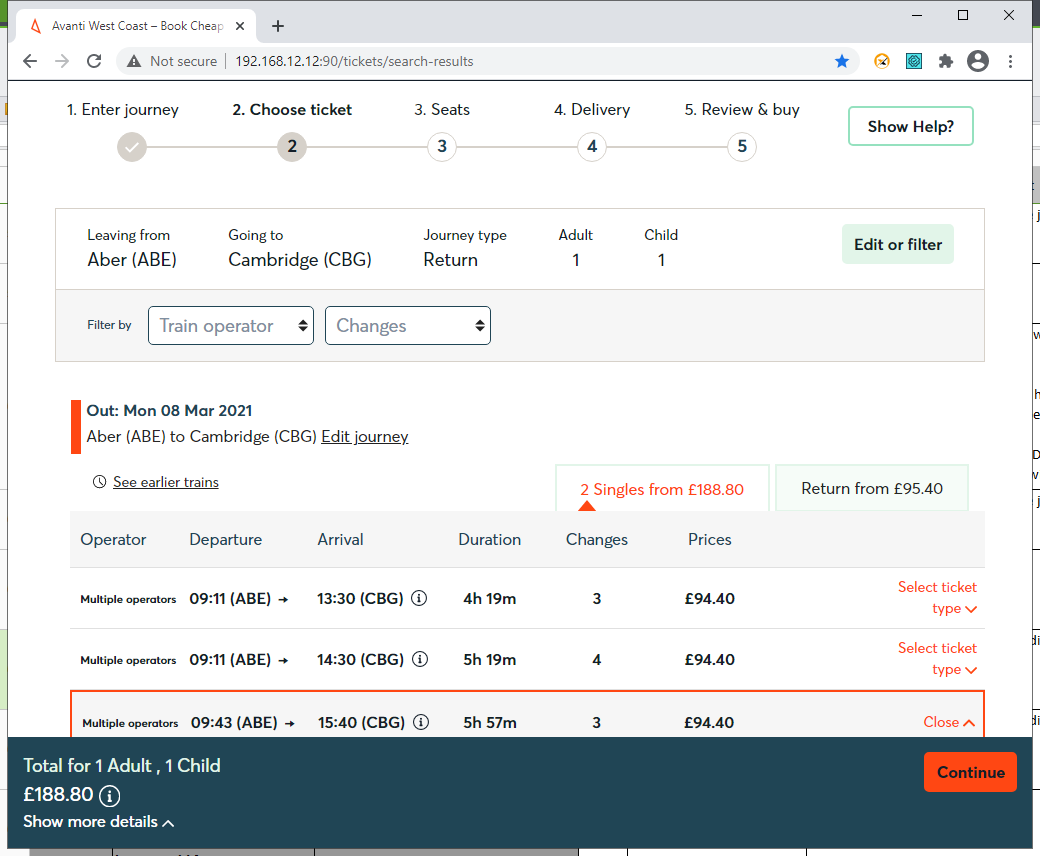 Avanti West Coast – Book Cheap
Not secure 192.168.12.12:90/tickets/search-results
1. Enter journey 2. Choose ticket 3. Seats 4. Delivery 5. Review & buy
2 3 4 5
Show Help?
Leaving from Going to Journey type Adult Child
Aber (ABE) Cambridge (CBG) Return 1 1
Edit or filter
Filter by Train operator Changes
Out: Mon 08 Mar 2021
Aber (ABE) to Cambridge (CBG) Edit journey
See earlier trains
2 Singles from £188.80 Return from £95.40
Operator Departure Arrival Duration Changes Prices
Multiple operators 09:11 (ABE) → 13:30 (CBG) 4h 19m 3 £94.40 Select ticket
type
Multiple operators 09:11 (ABE) → 14:30 (CBG) 5h 19m 4 £94.40 Select ticket
type
Multiple operators 09:43 (ABE) → 15:40 (CBG) 5h 57m 3 £94.40 Close
Total for 1 Adult , 1 Child
£188.80
Show more details
Continue